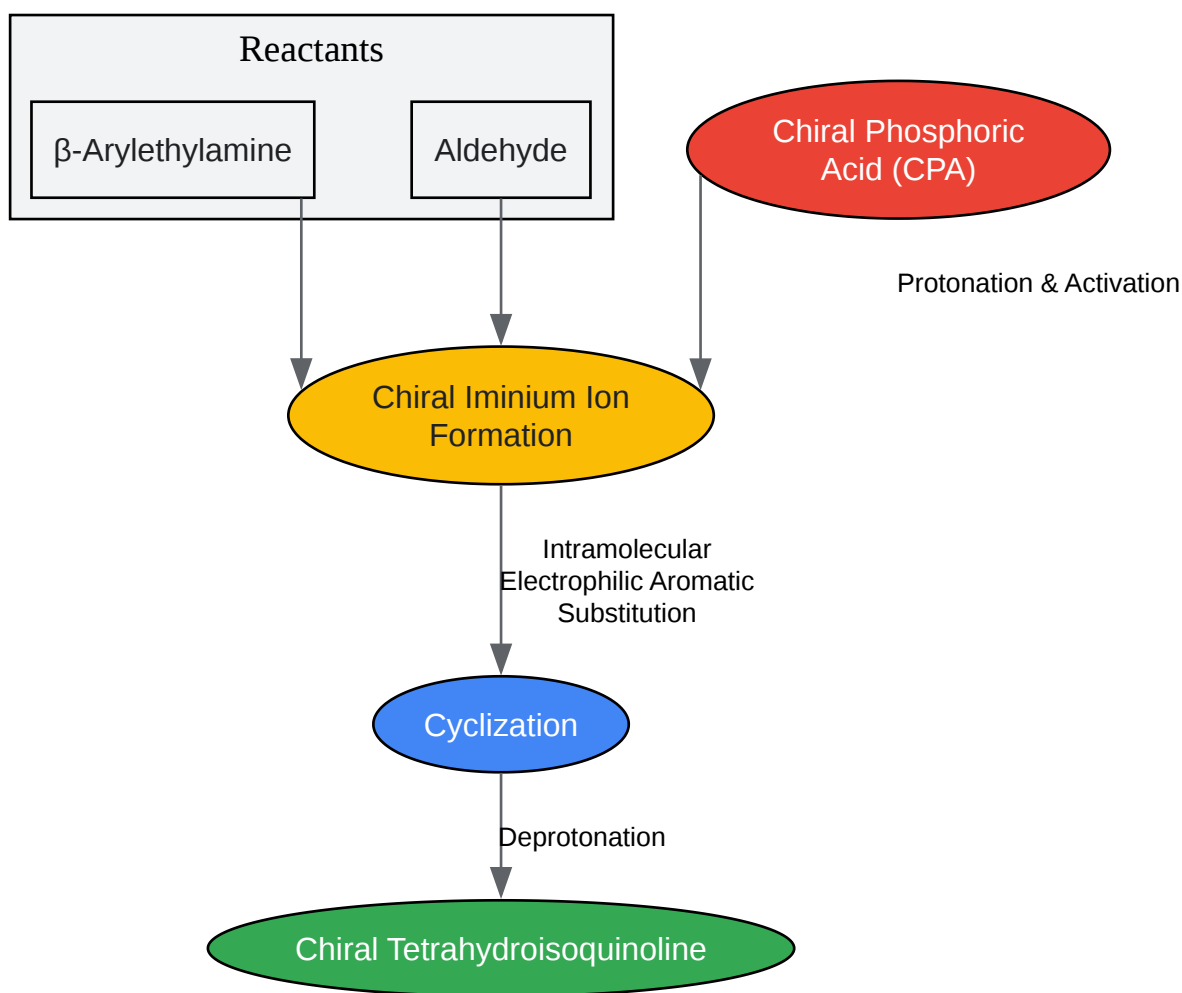 Reactants
β-Arylethylamine
Aldehyde
Chiral Phosphoric
Acid (CPA)
Protonation & Activation
Chiral Iminium Ion
Formation
Intramolecular
Electrophilic Aromatic
Substitution
Cyclization
Deprotonation
Chiral Tetrahydroisoquinoline